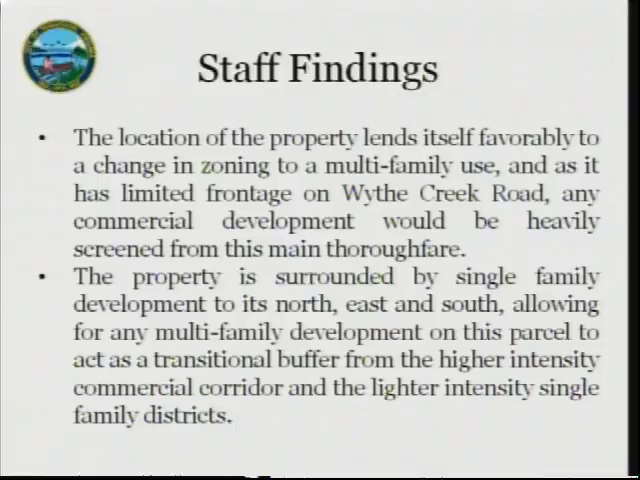 Staff Findings
• The location of the property lends itself favorably to
a change in zoning to a multi-family use, and as it
has limited frontage on Wythe Creek Road, any
commercial development would be heavily
screened from this main thoroughfare.
• The property is surrounded by single family
development to its north, east and south, allowing
for any multi-family development on this parcel to
act as a transitional buffer from the higher intensity
commercial corridor and the lighter intensity single
family districts.